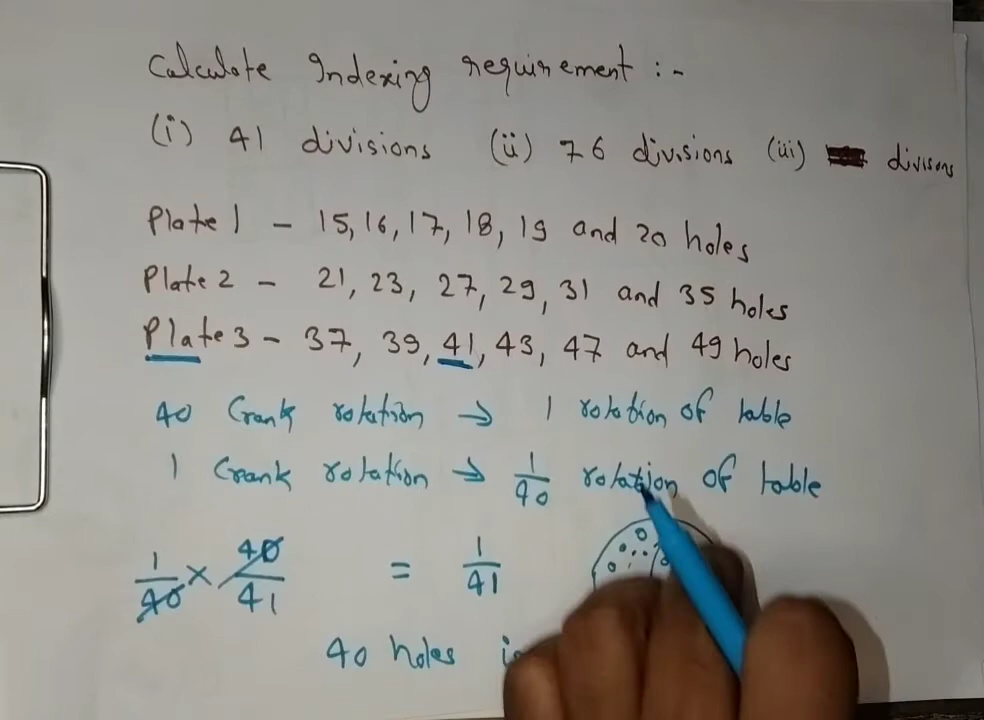 Calculate Indexing requirement :-
(i) 41 divisions (ii) 76 divisions (iii) divisons
Plate 1 - 15, 16, 17, 18, 19 and 20 holes
Plate 2 - 21, 23, 27, 29, 31 and 35 holes
Plate 3 - 37, 39, 41, 43, 47 and 49 holes
40 Crank rotation → 1 rotation of table
1 Crank rotation → 1/40 rotation of table
1/40 × 40/41 = 1/41
40 holes